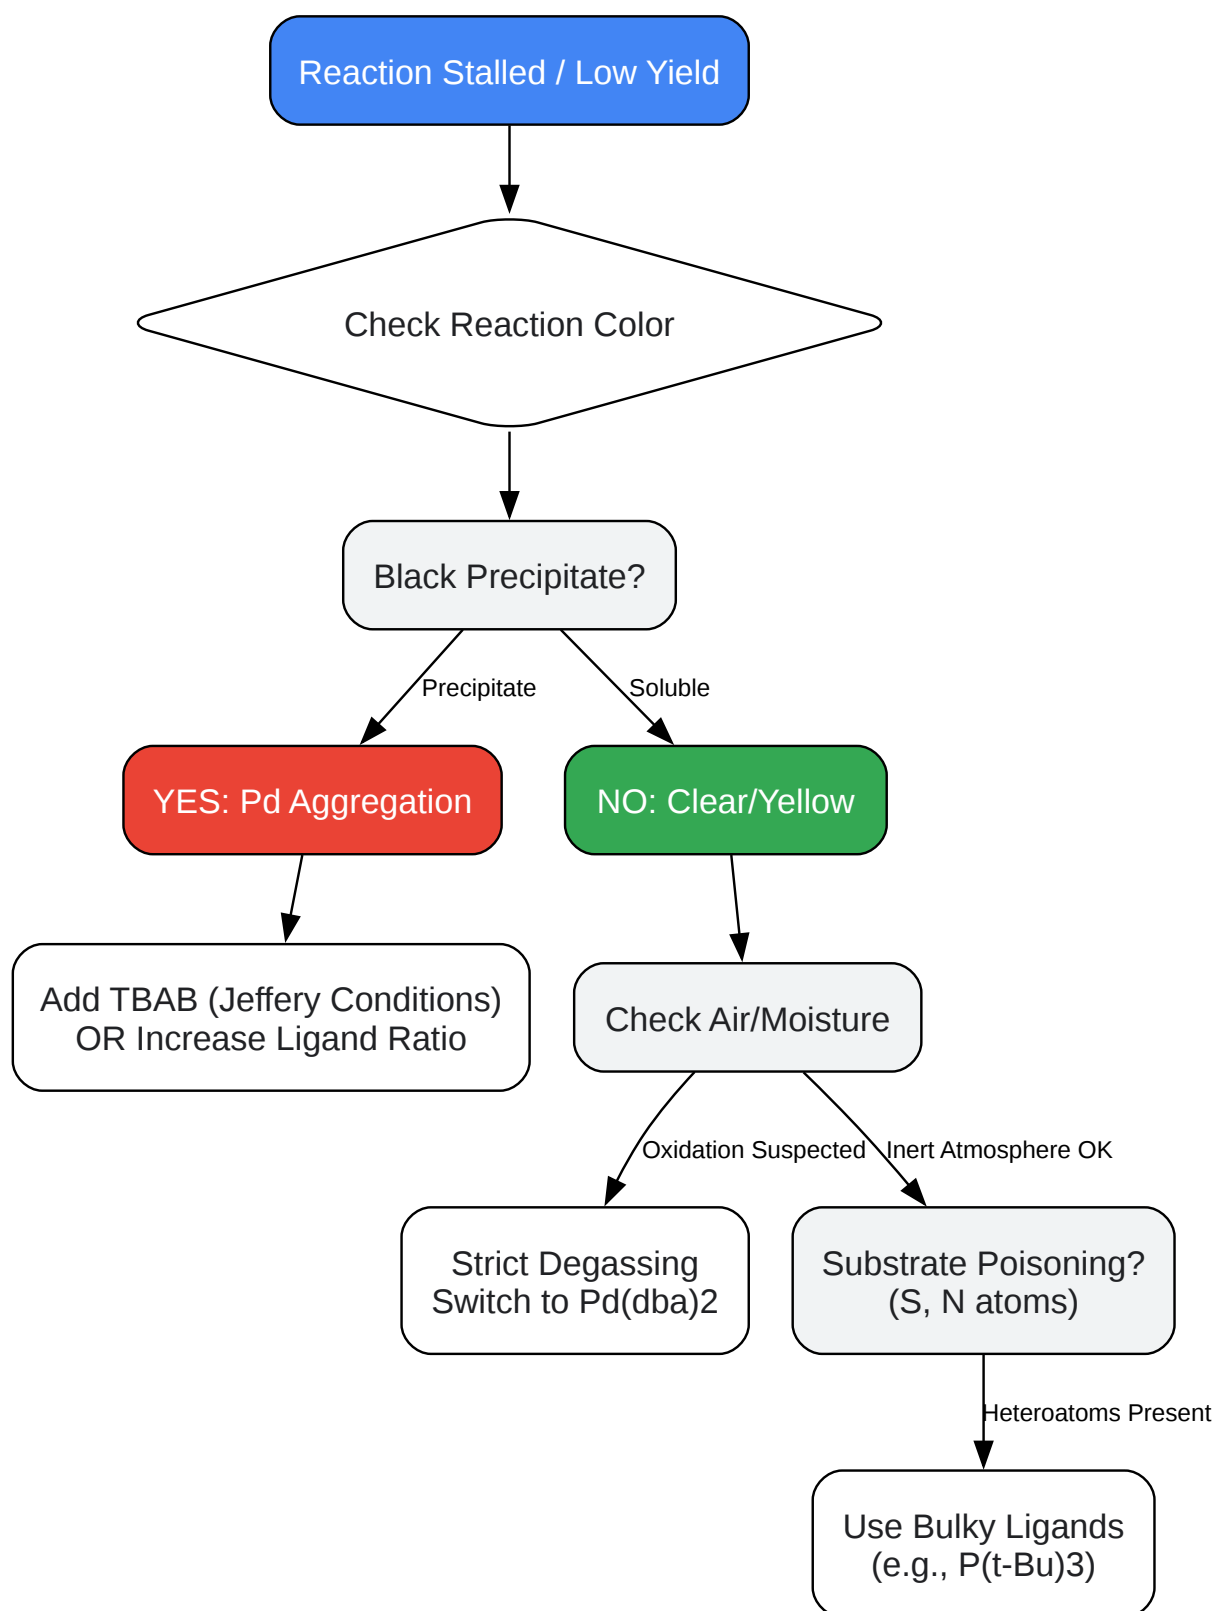 Reaction Stalled / Low Yield
Check Reaction Color
Black Precipitate?
Precipitate
Soluble
YES: Pd Aggregation
NO: Clear/Yellow
Add TBAB (Jeffery Conditions)
OR Increase Ligand Ratio
Check Air/Moisture
Oxidation Suspected
Inert Atmosphere OK
Strict Degassing
Switch to Pd(dba)2
Substrate Poisoning?
(S, N atoms)
Heteroatoms Present
Use Bulky Ligands
(e.g., P(t-Bu)3)